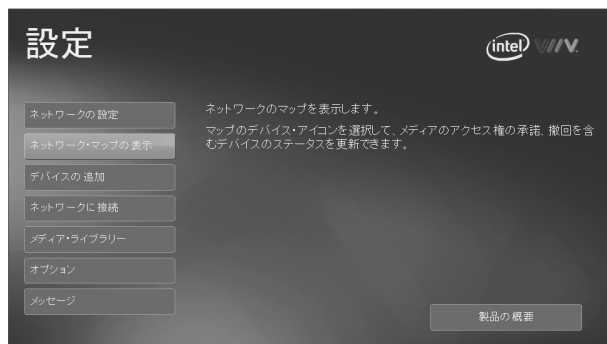 設定
intel VIIV
ネットワークの設定
ネットワーク・マップの表示
デバイスの追加
ネットワークに接続
メディア・ライブラリー
オプション
メッセージ
ネットワークのマップを表示します。
マップのデバイス・アイコンを選択して、メディアのアクセス権の承諾、撤回を含
むデバイスのステータスを更新できます。
製品の概要